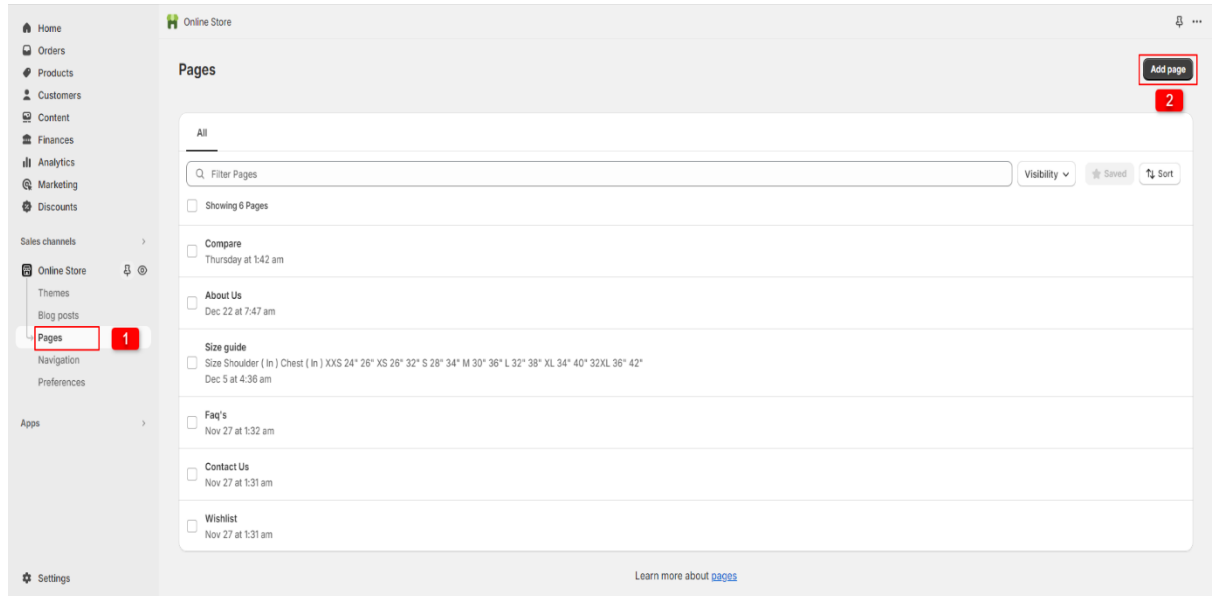 Home
Orders
Products
Customers
Content
Finances
Analytics
Marketing
Discounts
Sales channels
Online Store
Themes
Blog posts
Pages
1
Navigation
Preferences
Apps
Settings
Online Store
Pages
Add page
2
All
Filter Pages
Visibility
Saved
Sort
Showing 6 Pages
Compare
Thursday at 1:42 am
About Us
Dec 22 at 7:47 am
Size guide
Size Shoulder ( In ) Chest ( In ) XXS 24" 26" XS 26" 32" S 28" 34" M 30" 36" L 32" 38" XL 34" 40" 32XL 36" 42"
Dec 5 at 4:36 am
Faq's
Nov 27 at 1:32 am
Contact Us
Nov 27 at 1:31 am
Wishlist
Nov 27 at 1:31 am
Learn more about pages